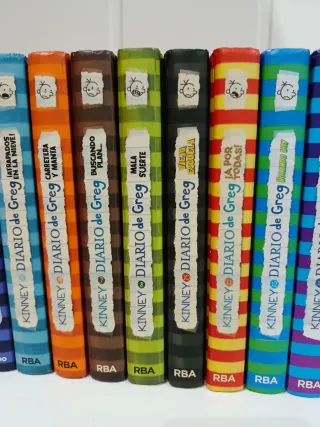 ¡ATRAPADOS
EN LA NIEVE!
KINNEY DIARIO de Greg
RBA
CARRETERA
Y MANTA
KINNEY DIARIO de Greg
RBA
BUSCANDO
PLAN...
KINNEY DIARIO de Greg
RBA
MALA
SUERTE
KINNEY DIARIO de Greg
RBA
VIEJA
ESCUELA
KINNEY DIARIO de Greg
RBA
¡A POR
TODAS!
KINNEY DIARIO de Greg
RBA
KINNEY DIARIO de Greg
RBA
RBA